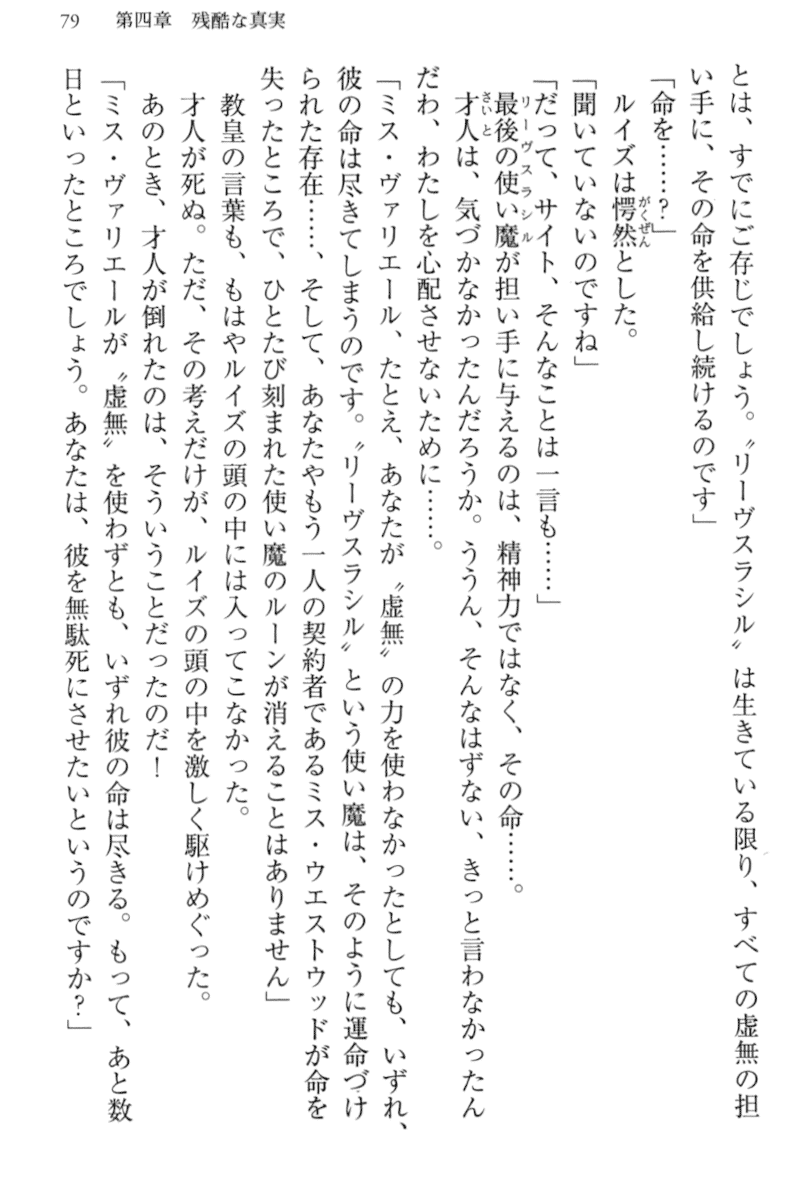 79　第四章　残酷な真実
とは、すでにご存じでしょう。〝リーヴスラシル〟は生きている限り、すべての虚無の担
い手に、その命を供給し続けるのです」
「命を……？」
　ルイズは愕然とした。
「聞いていないのですね」
「だって、サイト、そんなことは一言も……」
　最後の使い魔が担い手に与えるのは、精神力ではなく、その命……。
　才人は、気づかなかったんだろうか。ううん、そんなはずない、きっと言わなかったん
だわ、わたしを心配させないために……。
「ミス・ヴァリエール、たとえ、あなたが〝虚無〟の力を使わなかったとしても、いずれ、
彼の命は尽きてしまうのです。〝リーヴスラシル〟という使い魔は、そのように運命づけ
られた存在……、そして、あなたやもう一人の契約者であるミス・ウエストウッドが命を
失ったところで、ひとたび刻まれた使い魔のルーンが消えることはありません」
　教皇の言葉も、もはやルイズの頭の中には入ってこなかった。
　才人が死ぬ。ただ、その考えだけが、ルイズの頭の中を激しく駆けめぐった。
　あのとき、才人が倒れたのは、そういうことだったのだ！
「ミス・ヴァリエールが〝虚無〟を使わずとも、いずれ彼の命は尽きる。もって、あと数
日といったところでしょう。あなたは、彼を無駄死にさせたいというのですか？」